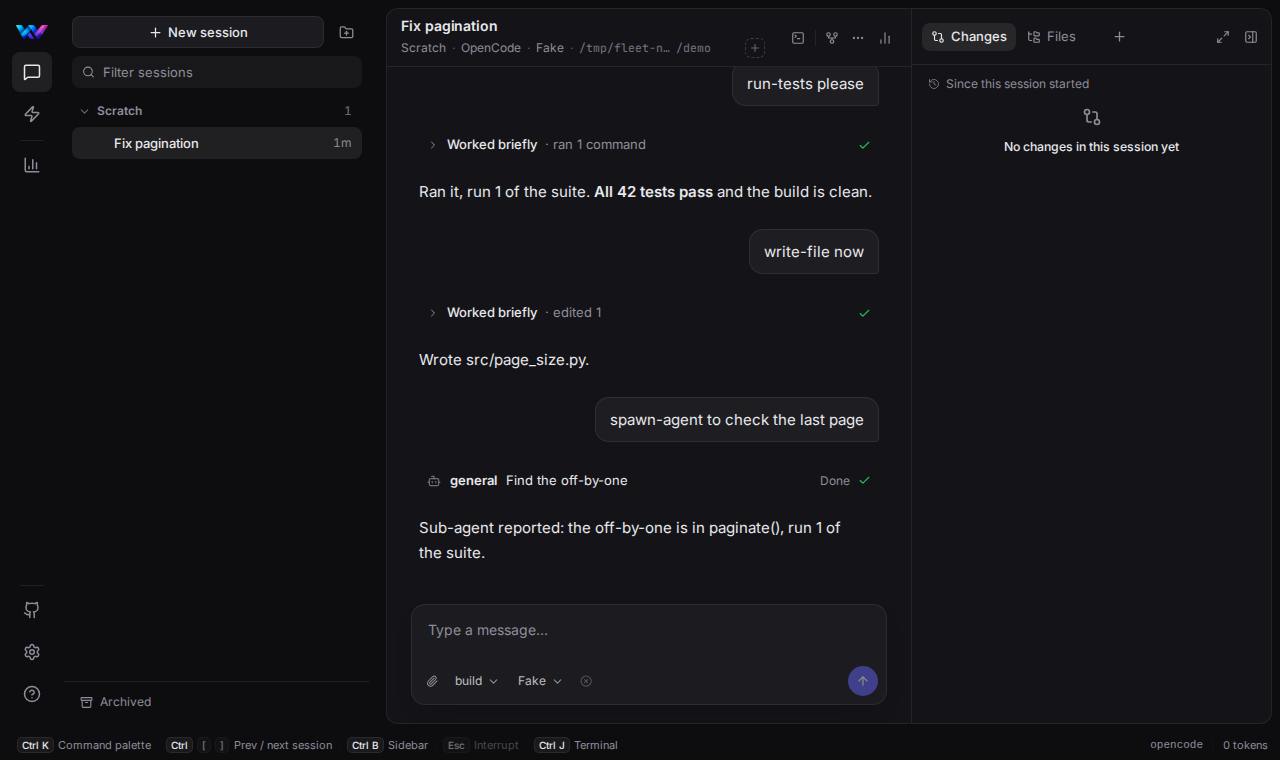 New session
Filter sessions
Scratch 1
Fix pagination 1m
Archived
Fix pagination
Scratch · OpenCode · Fake · /tmp/fleet-n… /demo
run-tests please
Worked briefly · ran 1 command
Ran it, run 1 of the suite. All 42 tests pass and the build is clean.
write-file now
Worked briefly · edited 1
Wrote src/page_size.py.
spawn-agent to check the last page
general Find the off-by-one Done
Sub-agent reported: the off-by-one is in paginate(), run 1 of
the suite.
Type a message...
build Fake
Changes Files
Since this session started
No changes in this session yet
Ctrl K Command palette Ctrl [ ] Prev / next session Ctrl B Sidebar Esc Interrupt Ctrl J Terminal opencode 0 tokens